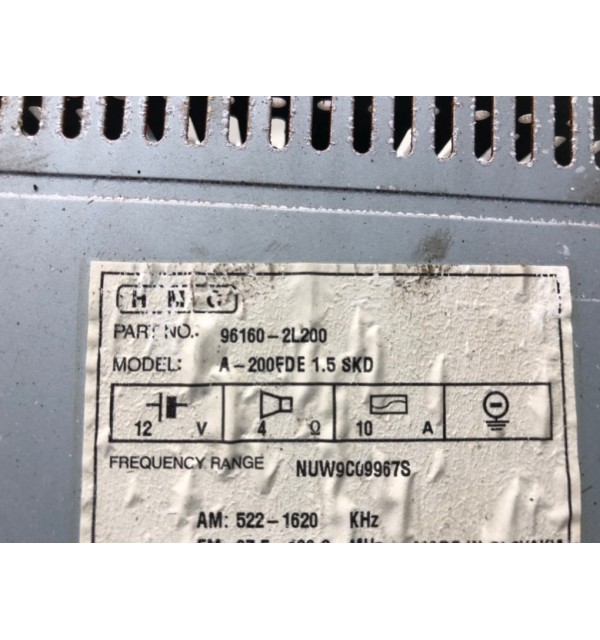 H M C
PART NO.: 96160-2L200
MODEL: A-200FDE 1.5 SKD
12 V 4 Ω 10 A
FREQUENCY RANGE NUW9C09967S
AM: 522-1620 KHz